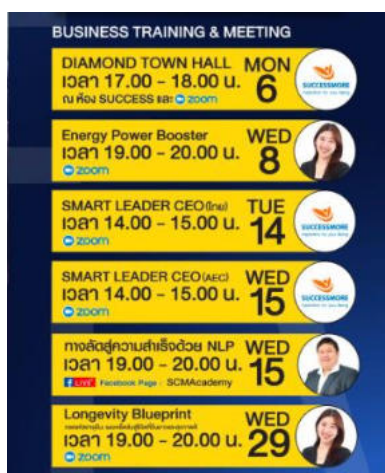 BUSINESS TRAINING & MEETING
DIAMOND TOWN HALL
เวลา 17.00 - 18.00 น.
ณ ห้อง SUCCESS และ zoom
MON
6
SUCCESSMORE
Energy Power Booster
เวลา 19.00 - 20.00 น.
zoom
WED
8
SMART LEADER CEO (ไทย)
เวลา 14.00 - 15.00 น.
zoom
TUE
14
SUCCESSMORE
SMART LEADER CEO (AEC)
เวลา 14.00 - 15.00 น.
zoom
WED
15
SUCCESSMORE
ทางลัดสู่ความสำเร็จด้วย NLP
เวลา 19.00 - 20.00 น.
LIVE Facebook Page : SCMAcademy
WED
15
Longevity Blueprint
เวลา 19.00 - 20.00 น.
zoom
WED
29